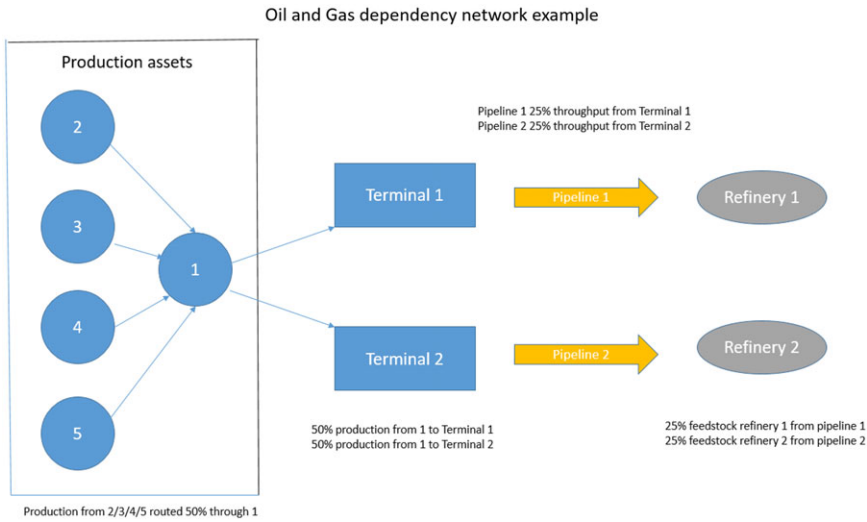 Oil and Gas dependency network example
Production assets
2
3
4
5
1
Pipeline 1 25% throughput from Terminal 1
Pipeline 2 25% throughput from Terminal 2
Terminal 1
Pipeline 1
Refinery 1
Terminal 2
Pipeline 2
Refinery 2
50% production from 1 to Terminal 1
50% production from 1 to Terminal 2
25% feedstock refinery 1 from pipeline 1
25% feedstock refinery 2 from pipeline 2
Production from 2/3/4/5 routed 50% through 1